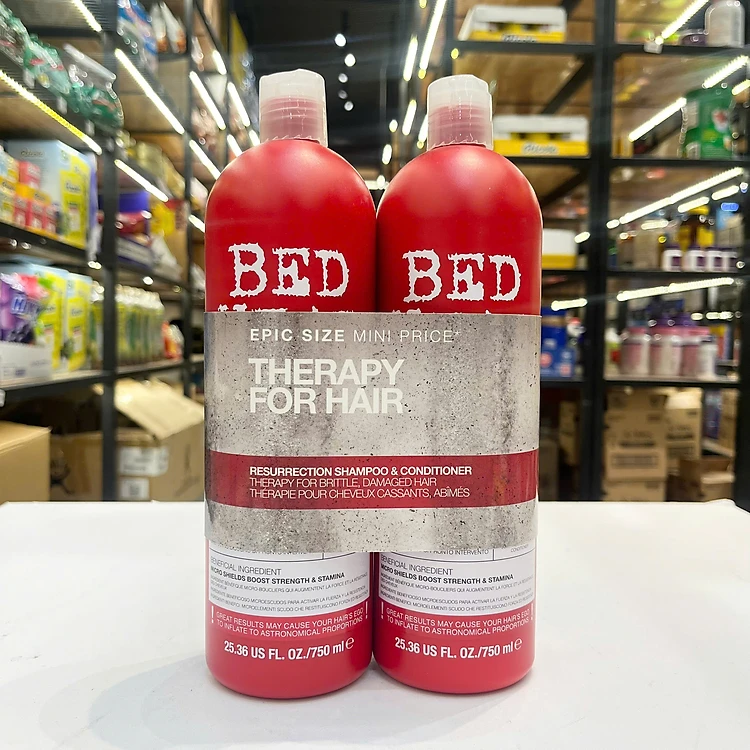 BED
BED
EPIC SIZE MINI PRICE*
THERAPY
FOR HAIR
RESURRECTION SHAMPOO & CONDITIONER
THERAPY FOR BRITTLE, DAMAGED HAIR
THÉRAPIE POUR CHEVEUX CASSANTS, ABÎMÉS
BENEFICIAL INGREDIENT
MICRO SHIELDS BOOST STRENGTH & STAMINA
GREAT RESULTS MAY CAUSE YOUR HAIR'S EGO
TO INFLATE TO ASTRONOMICAL PROPORTIONS
25.36 US FL. OZ./750 ml e
PRONTO INTERVENTO
BENEFICIAL INGREDIENT
MICRO SHIELDS BOOST STRENGTH & STAMINA
GREAT RESULTS MAY CAUSE YOUR HAIR'S EGO
TO INFLATE TO ASTRONOMICAL PROPORTIONS
25.36 US FL. OZ./750 ml e